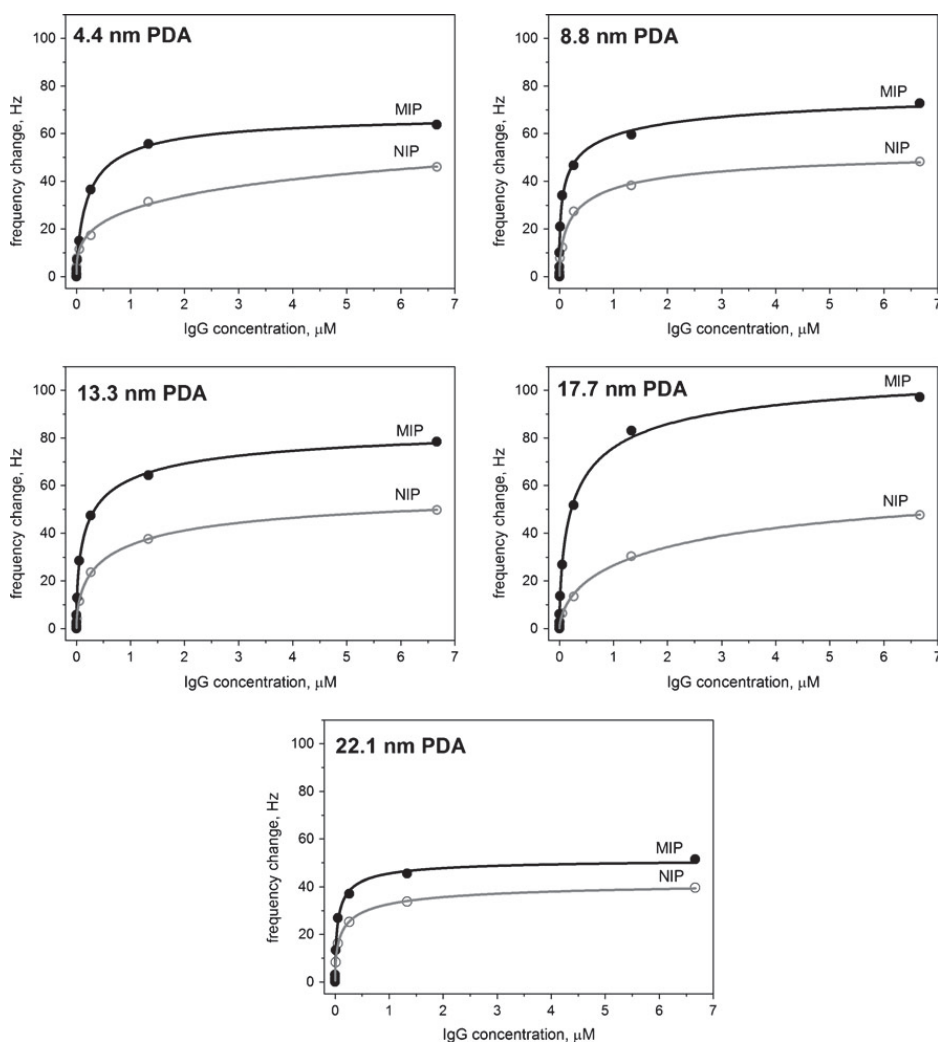 4.4 nm PDA
MIP
NIP
frequency change, Hz
100
80
60
40
20
0
0 1 2 3 4 5 6 7
IgG concentration, μM
8.8 nm PDA
MIP
NIP
frequency change, Hz
100
80
60
40
20
0
0 1 2 3 4 5 6 7
IgG concentration, μM
13.3 nm PDA
MIP
NIP
frequency change, Hz
100
80
60
40
20
0
0 1 2 3 4 5 6 7
IgG concentration, μM
17.7 nm PDA
MIP
NIP
frequency change, Hz
100
80
60
40
20
0
0 1 2 3 4 5 6 7
IgG concentration, μM
22.1 nm PDA
MIP
NIP
frequency change, Hz
100
80
60
40
20
0
0 1 2 3 4 5 6 7
IgG concentration, μM